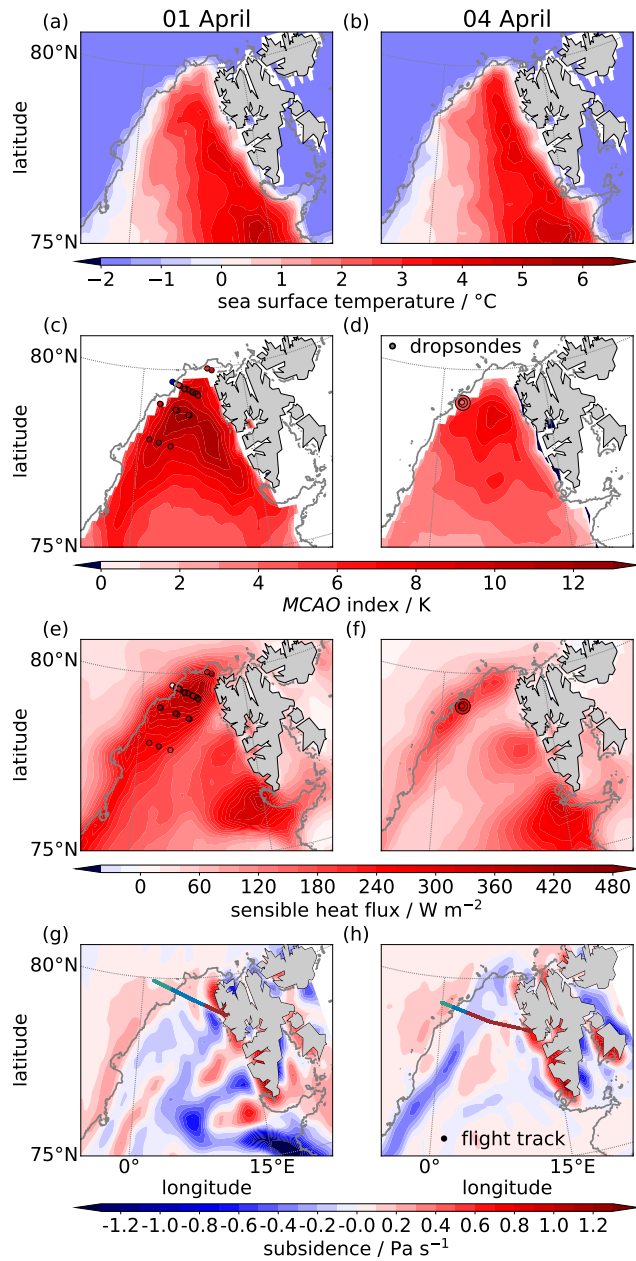 01 April
04 April
(a)
(b)
80°N
latitude
75°N
−2
−1
0
1
2
3
4
5
6
sea surface temperature / °C
(c)
(d)
dropsondes
80°N
latitude
75°N
0
2
4
6
8
10
12
MCAO index / K
(e)
(f)
80°N
latitude
75°N
0
60
120
180
240
300
360
420
480
sensible heat flux / W m⁻²
(g)
(h)
80°N
latitude
75°N
flight track
0°
15°E
0°
15°E
longitude
longitude
-1.2
-1.0
-0.8
-0.6
-0.4
-0.2
-0.0
0.2
0.4
0.6
0.8
1.0
1.2
subsidence / Pa s⁻¹